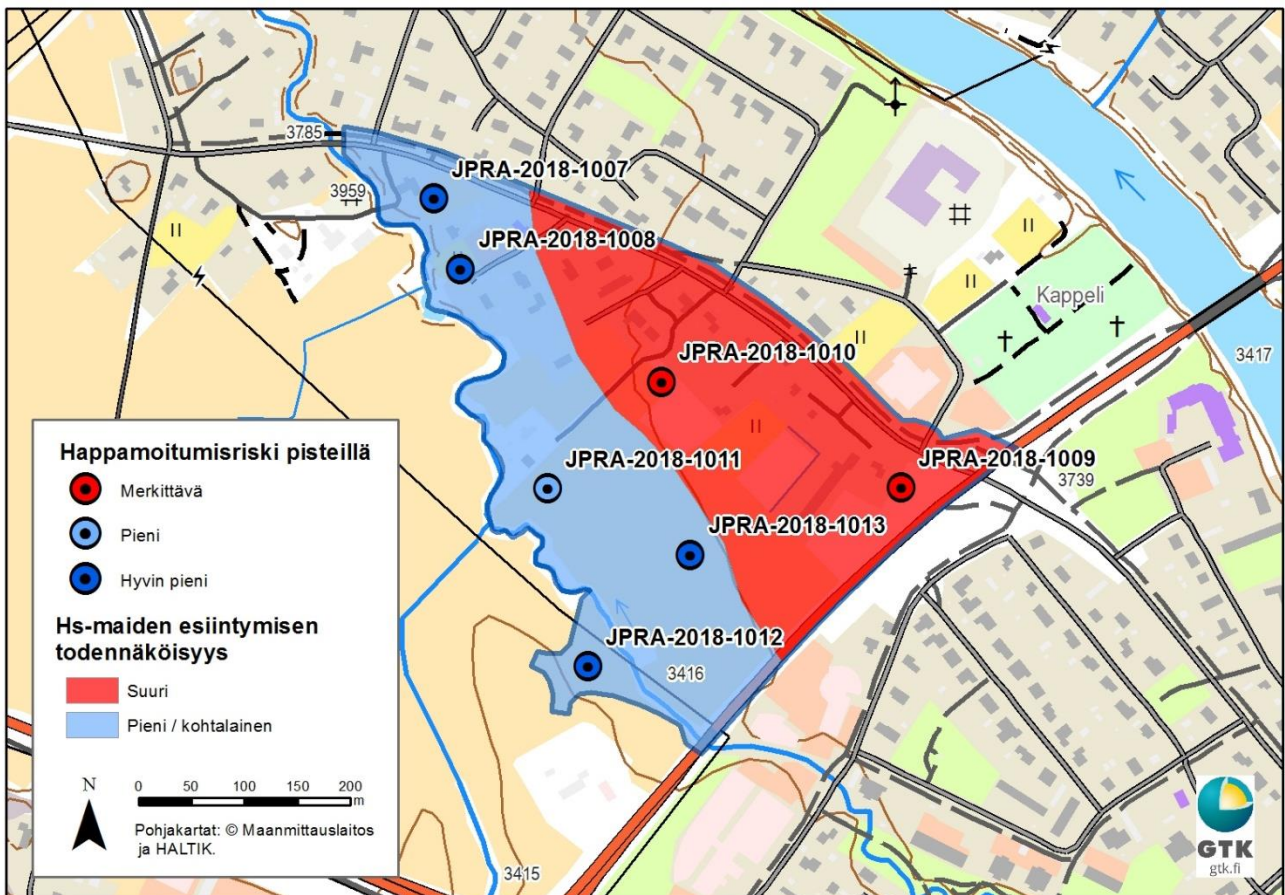 3785
JPRA-2018-1007
3959
JPRA-2018-1008
Kappeli
3417
JPRA-2018-1010
JPRA-2018-1011
JPRA-2018-1009
3739
JPRA-2018-1013
JPRA-2018-1012
3416
Happamoitumisriski pisteillä
Merkittävä
Pieni
Hyvin pieni
Hs-maiden esiintymisen
todennäköisyys
Suuri
Pieni / kohtalainen
N
0 50 100 150 200
m
Pohjakartat: © Maanmittauslaitos
ja HALTIK.
3415
GTK
gtk.fi